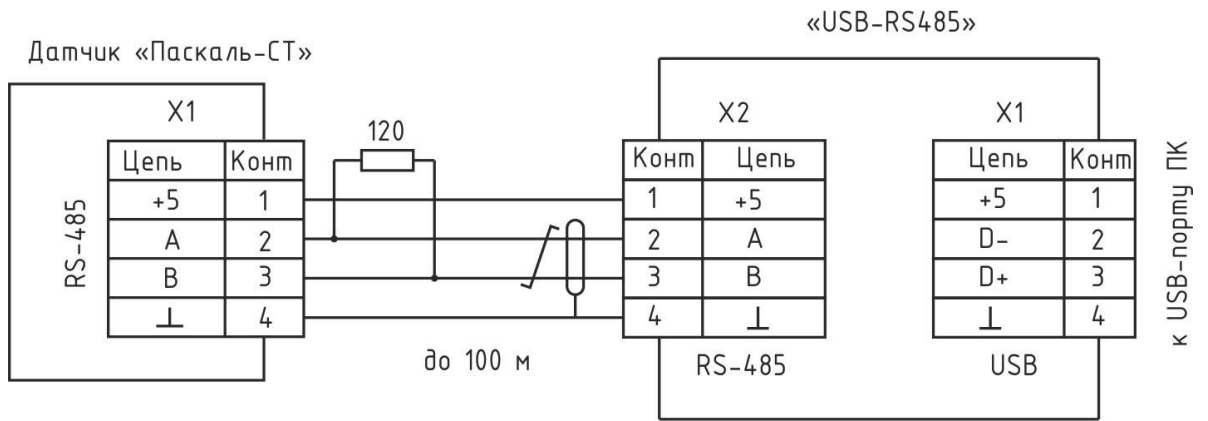 «USB-RS485»
Датчик «Паскаль-СТ»
X1
120
X2
X1
Цепь Конт
Конт Цепь
Цепь Конт
+5 1
1 +5
+5 1
A 2
2 A
D- 2
B 3
3 B
D+ 3
⊥ 4
4 ⊥
⊥ 4
RS-485
до 100 м
RS-485
USB
к USB-порту ПК